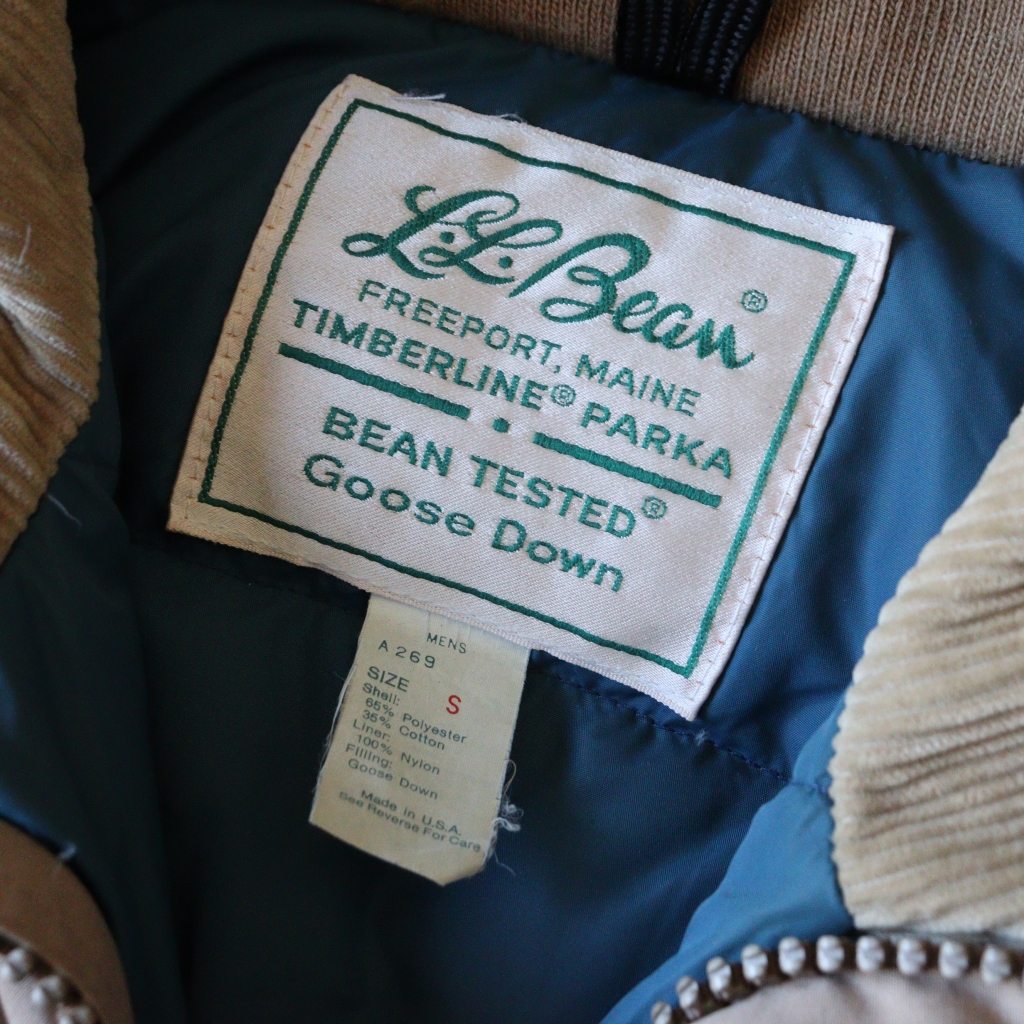 L.L.Bean®
FREEPORT, MAINE
TIMBERLINE® PARKA
BEAN TESTED®
Goose Down
MENS
A 269
SIZE S
Shell:
65% Polyester
35% Cotton
Liner:
100% Nylon
Filling:
Goose Down
Made in U.S.A.
See Reverse For Care